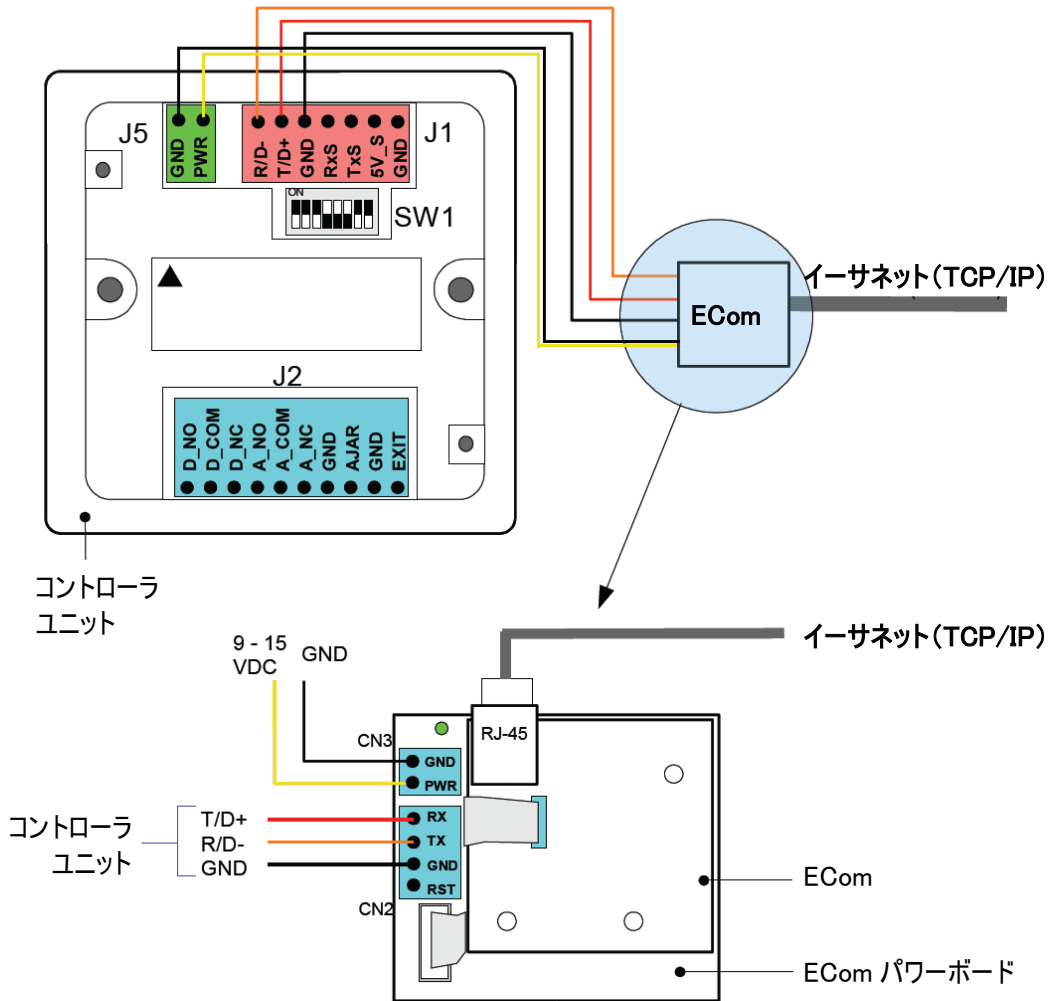 J5
GND
PWR
R/D-
T/D+
GND
RxS
TxS
5V_S
GND
J1
ON
SW1
イーサネット(TCP/IP)
ECom
J2
D_NO
D_COM
D_NC
A_NO
A_COM
A_NC
GND
AJAR
GND
EXIT
コントローラ
ユニット
イーサネット(TCP/IP)
9 - 15
VDC
GND
CN3
RJ-45
GND
PWR
コントローラ
ユニット
T/D+
R/D-
GND
RX
TX
GND
RST
CN2
ECom
ECom パワーボード